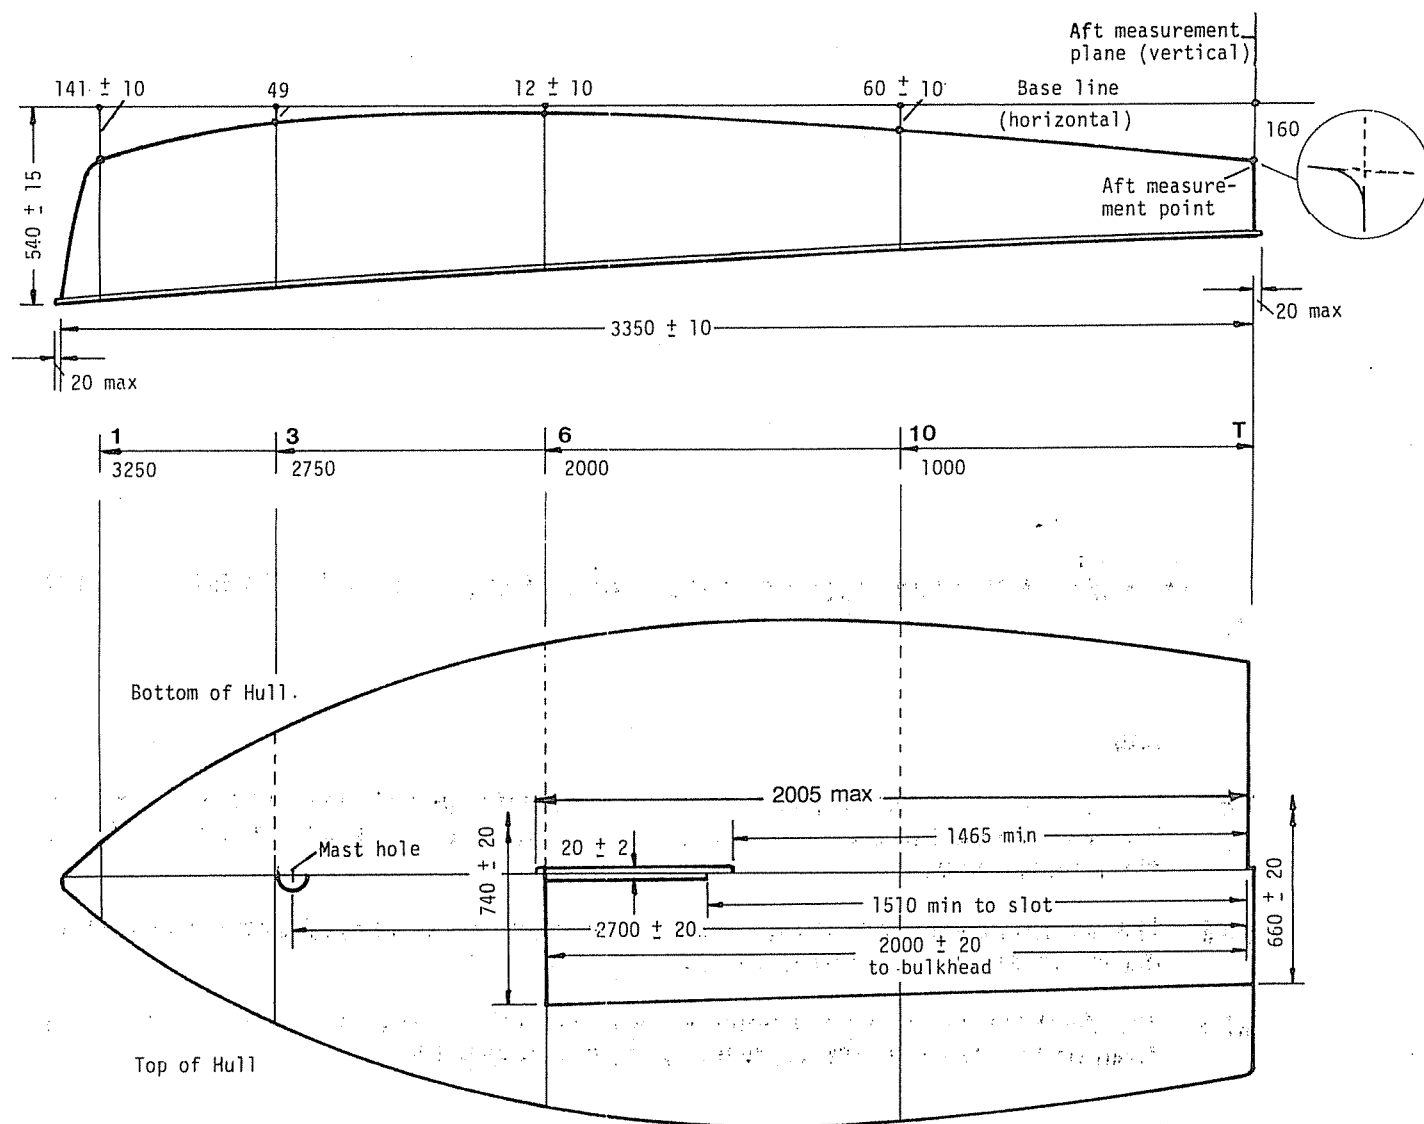 Aft measurement
plane (vertical)
141 ± 10
49
12 ± 10
60 ± 10
Base line
(horizontal)
160
540 ± 15
Aft measure-
ment point
20 max
3350 ± 10
20 max
1
3
6
10
T
3250
2750
2000
1000
Bottom of Hull
2005 max
1465 min
Mast hole
20 ± 2
740 ± 20
660 ± 20
1510 min to slot
2700 ± 20
2000 ± 20
to bulkhead
Top of Hull